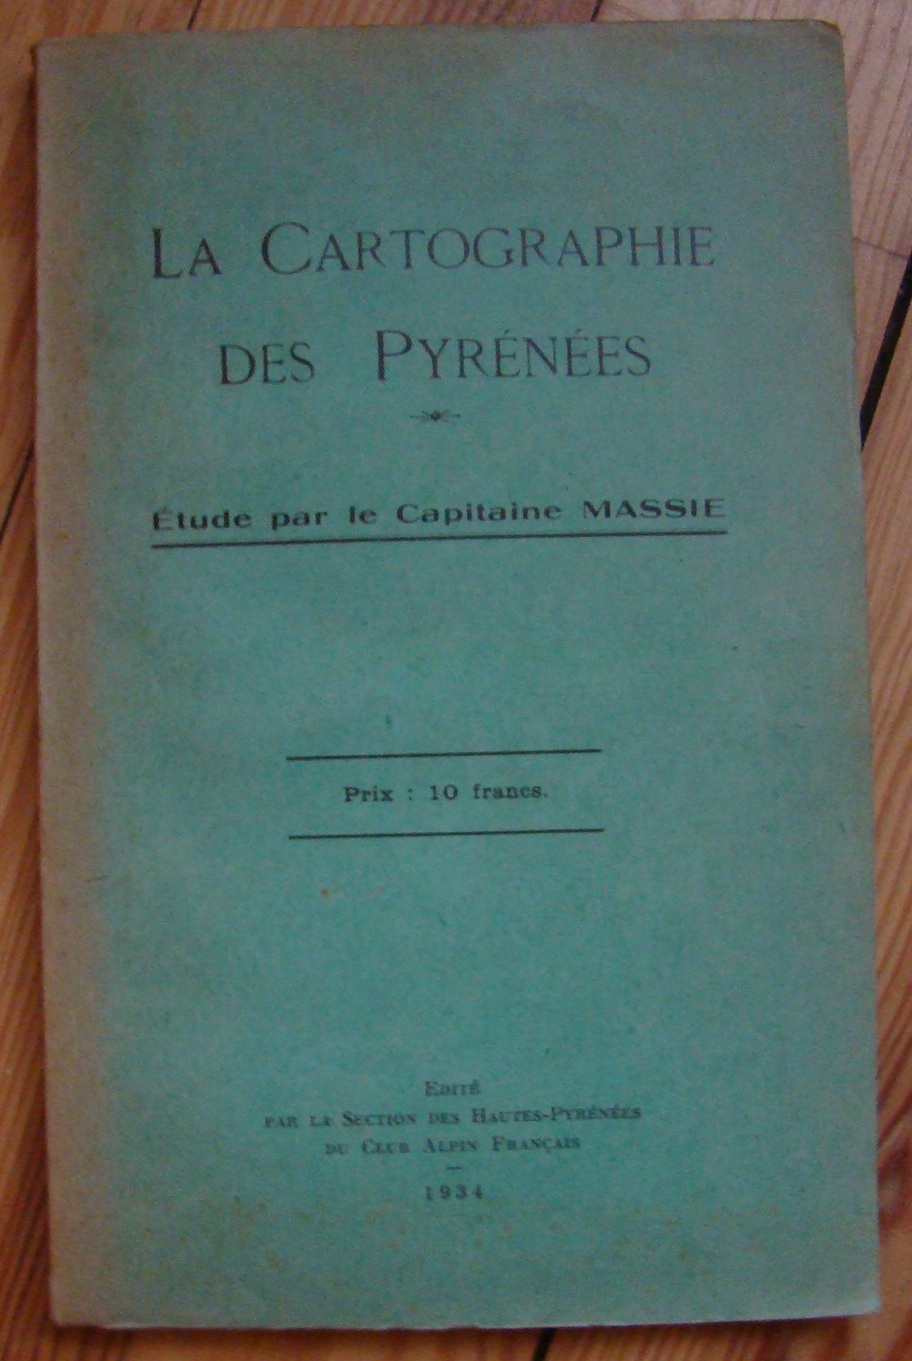 La Cartographie
des Pyrénées
Étude par le Capitaine MASSIE
Prix : 10 francs.
Edité
par la Section des Hautes-Pyrénées
du Club Alpin Français
1934